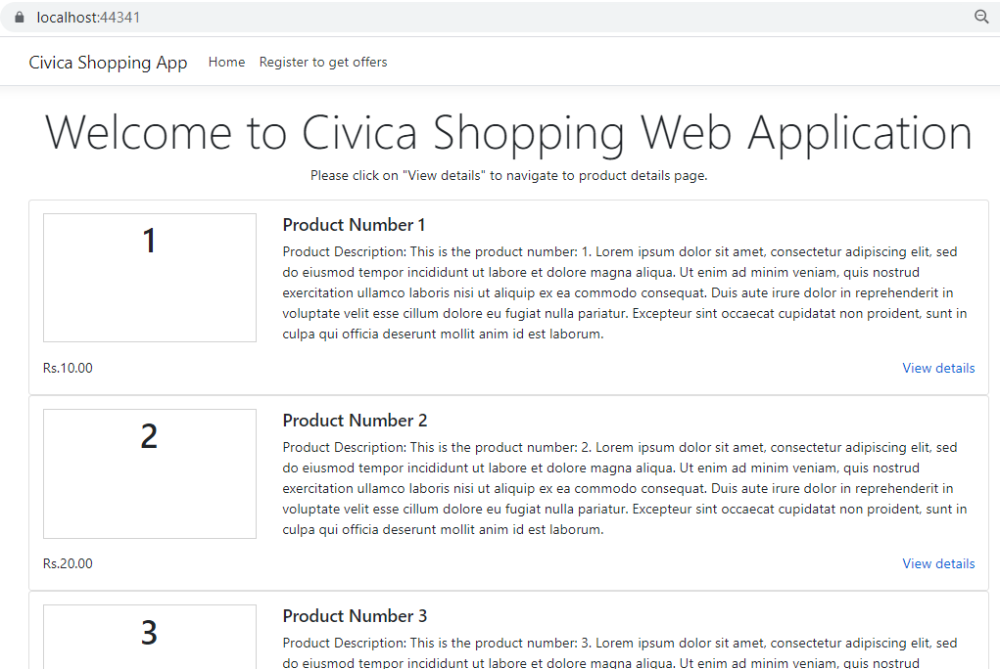 localhost:44341
Civica Shopping App Home Register to get offers
Welcome to Civica Shopping Web Application
Please click on "View details" to navigate to product details page.
1
Product Number 1
Product Description: This is the product number: 1. Lorem ipsum dolor sit amet, consectetur adipiscing elit, sed
do eiusmod tempor incididunt ut labore et dolore magna aliqua. Ut enim ad minim veniam, quis nostrud
exercitation ullamco laboris nisi ut aliquip ex ea commodo consequat. Duis aute irure dolor in reprehenderit in
voluptate velit esse cillum dolore eu fugiat nulla pariatur. Excepteur sint occaecat cupidatat non proident, sunt in
culpa qui officia deserunt mollit anim id est laborum.
Rs.10.00 View details
2
Product Number 2
Product Description: This is the product number: 2. Lorem ipsum dolor sit amet, consectetur adipiscing elit, sed
do eiusmod tempor incididunt ut labore et dolore magna aliqua. Ut enim ad minim veniam, quis nostrud
exercitation ullamco laboris nisi ut aliquip ex ea commodo consequat. Duis aute irure dolor in reprehenderit in
voluptate velit esse cillum dolore eu fugiat nulla pariatur. Excepteur sint occaecat cupidatat non proident, sunt in
culpa qui officia deserunt mollit anim id est laborum.
Rs.20.00 View details
3
Product Number 3
Product Description: This is the product number: 3. Lorem ipsum dolor sit amet, consectetur adipiscing elit, sed
do eiusmod tempor incididunt ut labore et dolore magna aliqua. Ut enim ad minim veniam, quis nostrud